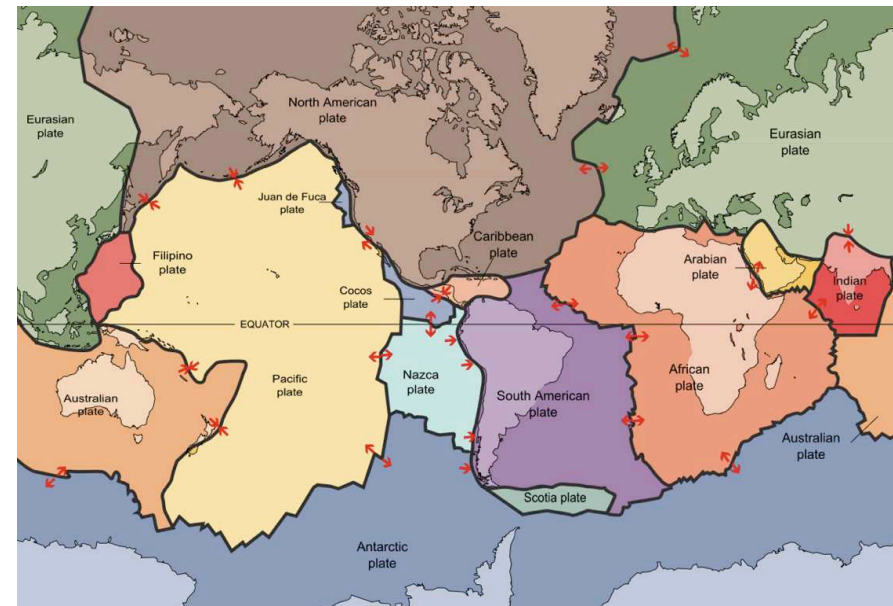 North American
plate
Eurasian
plate
Eurasian
plate
Juan de Fuca
plate
Caribbean
plate
Filipino
plate
Arabian
plate
Cocos
plate
Indian
plate
EQUATOR
Nazca
plate
African
plate
Pacific
plate
South American
plate
Australian
plate
Australian
plate
Scotia plate
Antarctic
plate